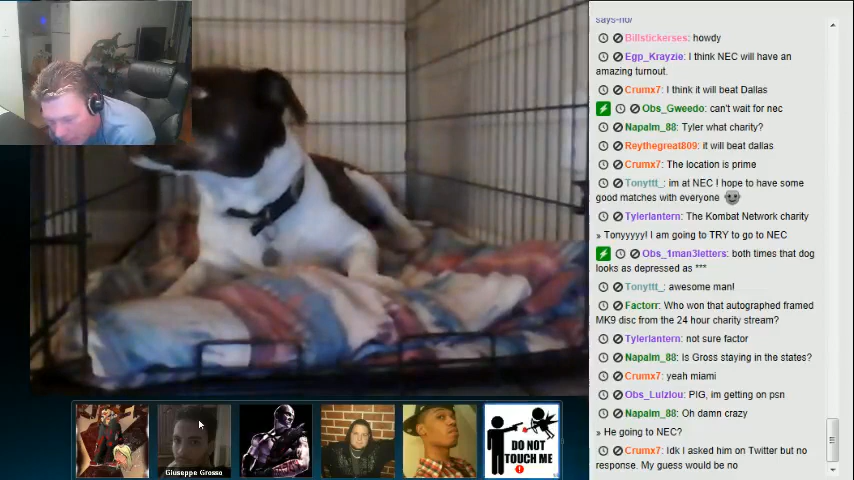 says-no/
Billstickerses: howdy
Egp_Krayzie: I think NEC will have an
amazing turnout.
Crumx7: I think it will beat Dallas
Obs_Gweedo: can't wait for nec
Napalm_88: Tyler what charity?
Reythegreat809: it will beat dallas
Crumx7: The location is prime
Tonyttt_: im at NEC ! hope to have some
good matches with everyone
Tylerlantern: The Kombat Network charity
» Tonyyyyy! I am going to TRY to go to NEC
Obs_1man3letters: both times that dog
looks as depressed as ***
Tonyttt_: awesome man!
Factorr: Who won that autographed framed
MK9 disc from the 24 hour charity stream?
Tylerlantern: not sure factor
Napalm_88: Is Gross staying in the states?
Crumx7: yeah miami
Obs_Lulzlou: PIG, im getting on psn
Napalm_88: Oh damn crazy
» He going to NEC?
Crumx7: Idk I asked him on Twitter but no
response. My guess would be no
Giuseppe Grosso
DO NOT
TOUCH ME
!